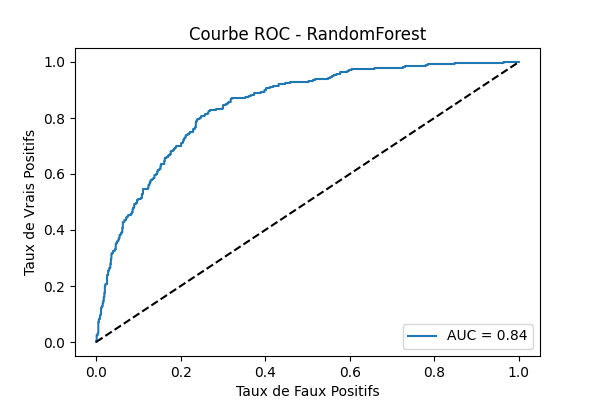 Courbe ROC - RandomForest
1.0
0.8
0.6
0.4
0.2
0.0
Taux de Vrais Positifs
AUC = 0.84
0.0 0.2 0.4 0.6 0.8 1.0
Taux de Faux Positifs